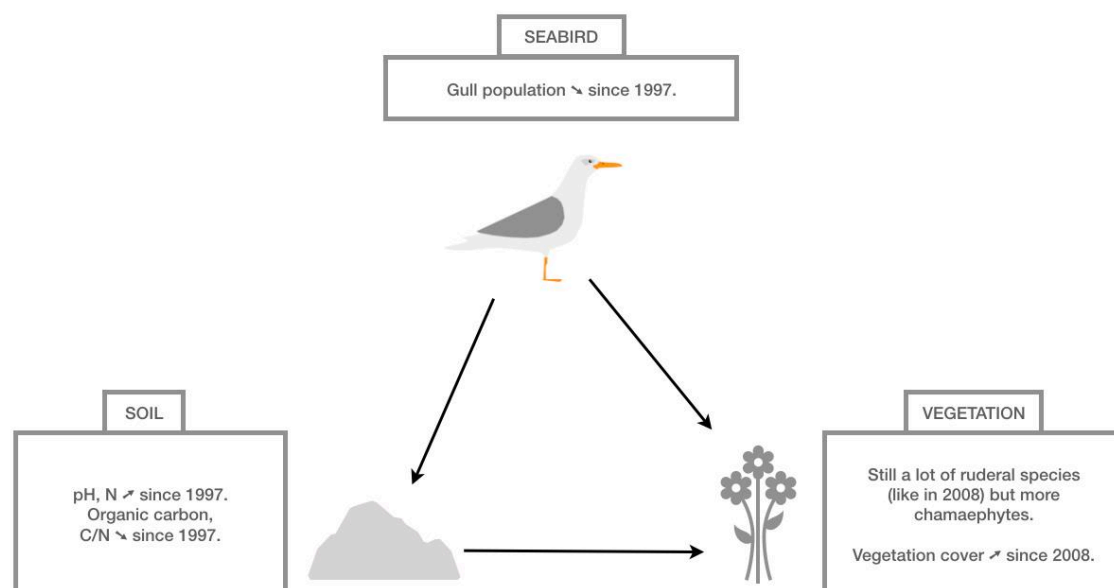 SEABIRD
Gull population ➘ since 1997.
SOIL
pH, N ➚ since 1997.
Organic carbon,
C/N ➘ since 1997.
VEGETATION
Still a lot of ruderal species
(like in 2008) but more
chamaephytes.
Vegetation cover ➚ since 2008.